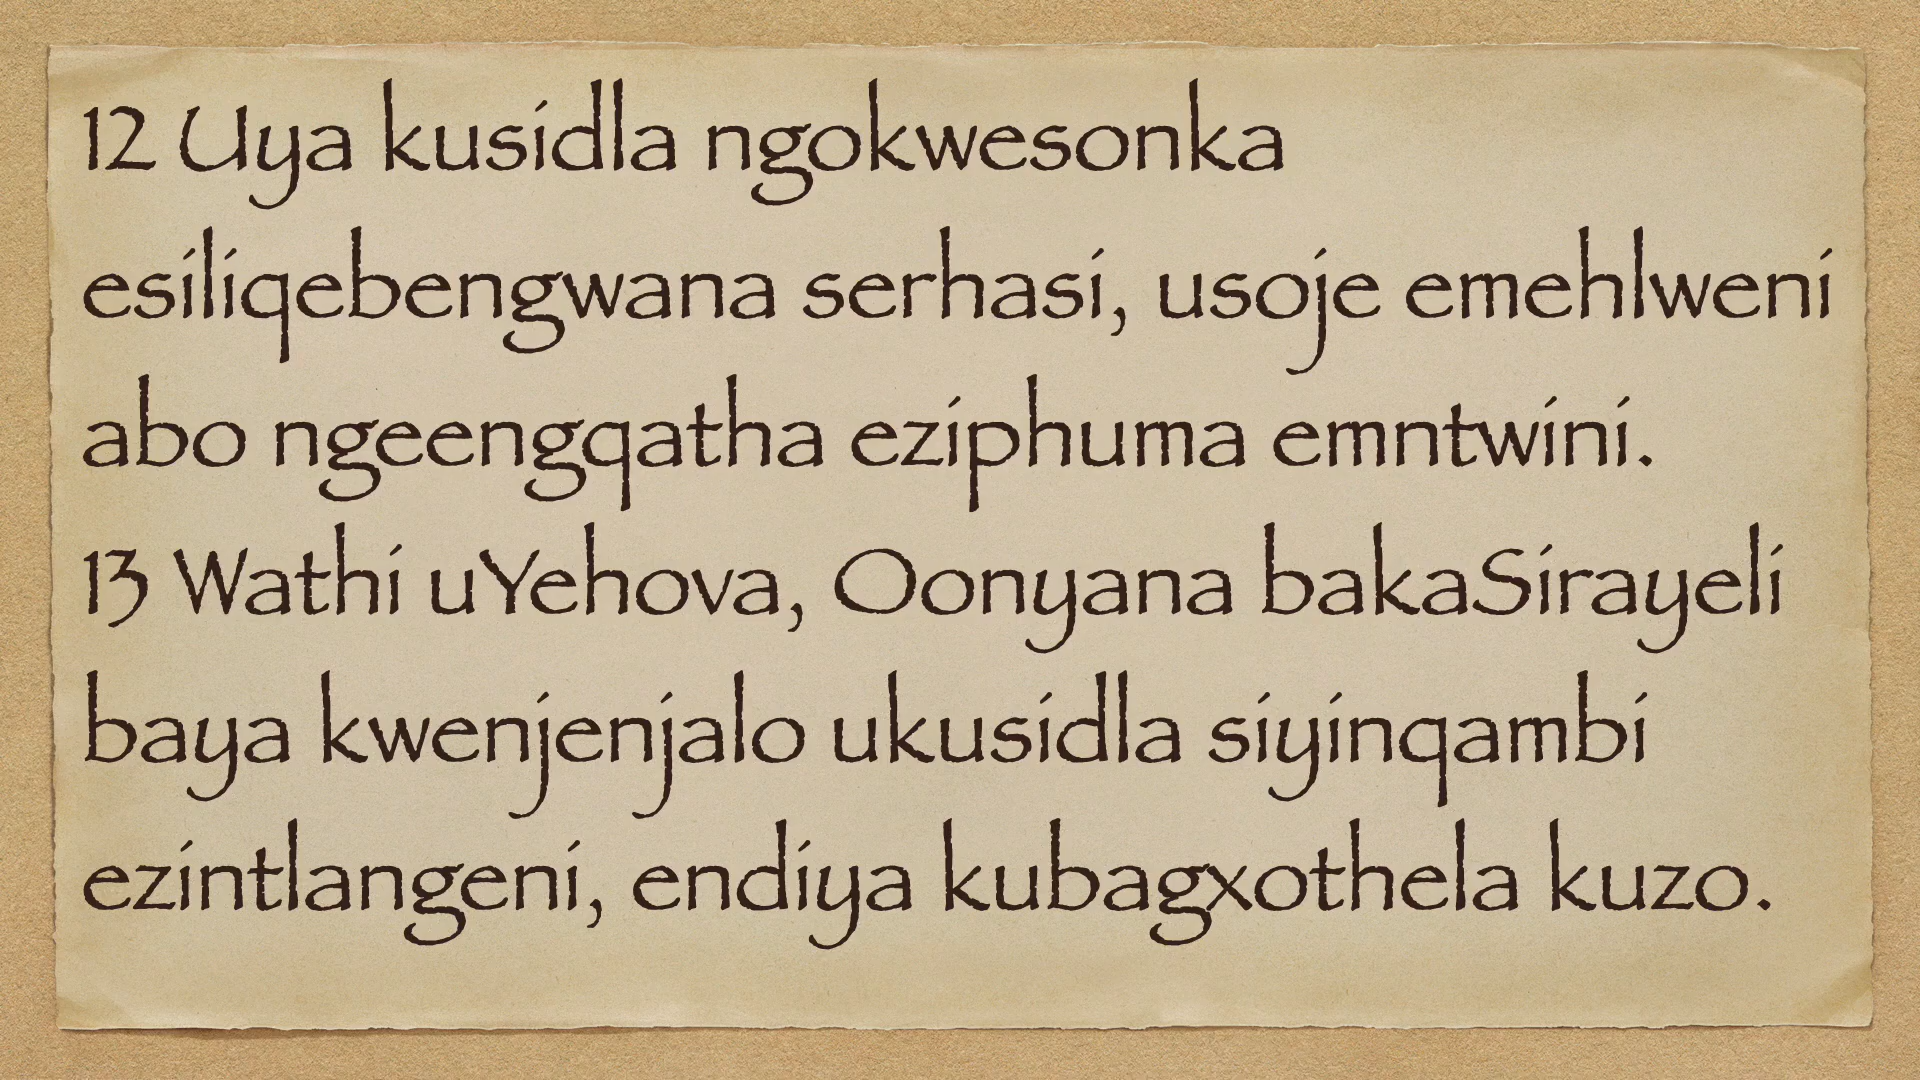 12 Uya kusidla ngokwesonka
esiliqebengwana serhasi, usoje emehlweni
abo ngeengqatha eziphuma emntwini.
13 Wathi uYehova, Oonyana bakaSirayeli
baya kwenjenjalo ukusidla siyinqambi
ezintlangeni, endiya kubagxothela kuzo.